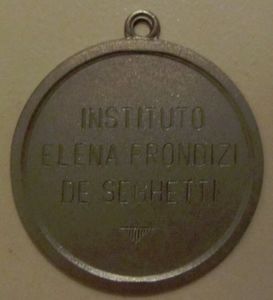 INSTITUTO
ELENA FRONDIZI
DE SEGHETTI